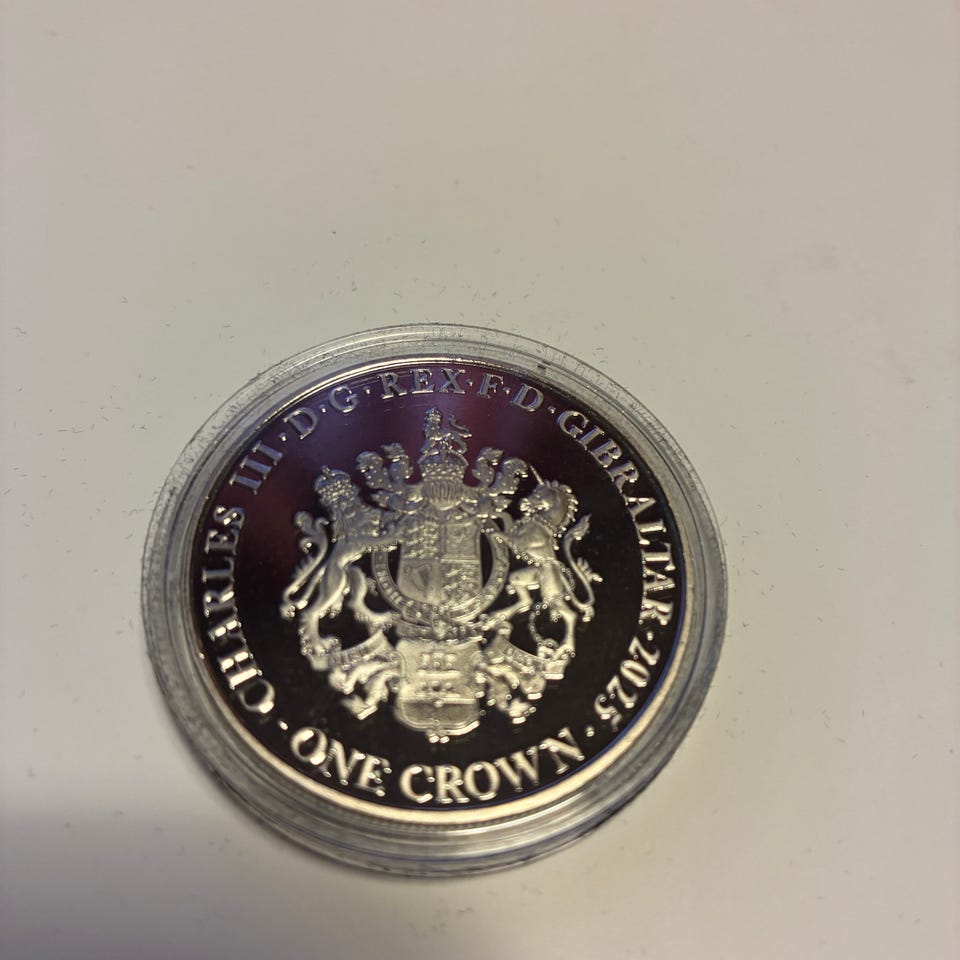 CHARLES III · D · G · REX · F · D · GIBRALTAR · 2025
· ONE CROWN ·